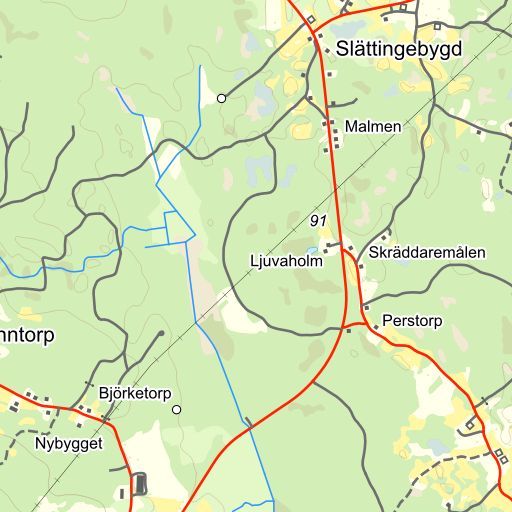 Slättingebygd
Malmen
91
Skräddaremålen
Ljuvaholm
Perstorp
nntorp
Björketorp
Nybygget